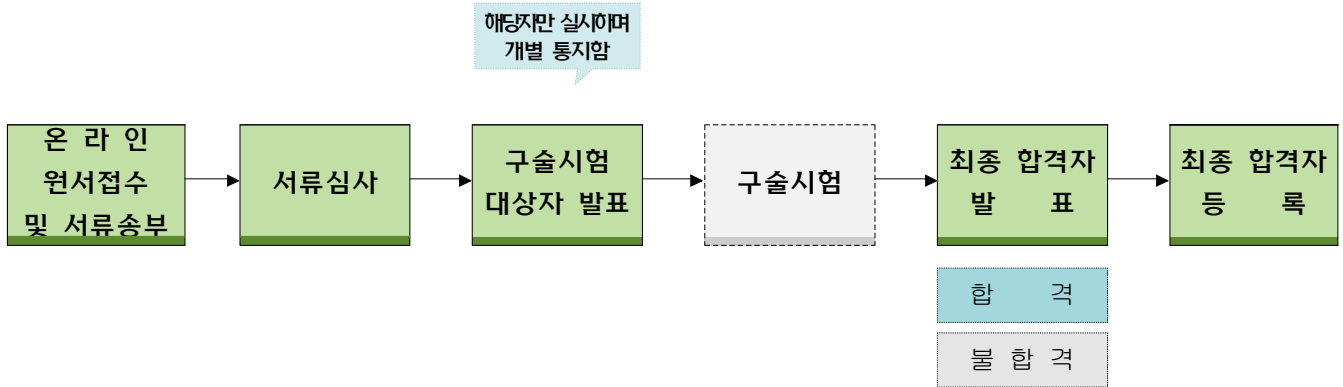 해당자만 실시하며
개별 통지함
온 라 인
원서접수
및 서류송부
서류심사
구술시험
대상자 발표
구술시험
최종 합격자
발 표
최종 합격자
등 록
합 격
불 합 격